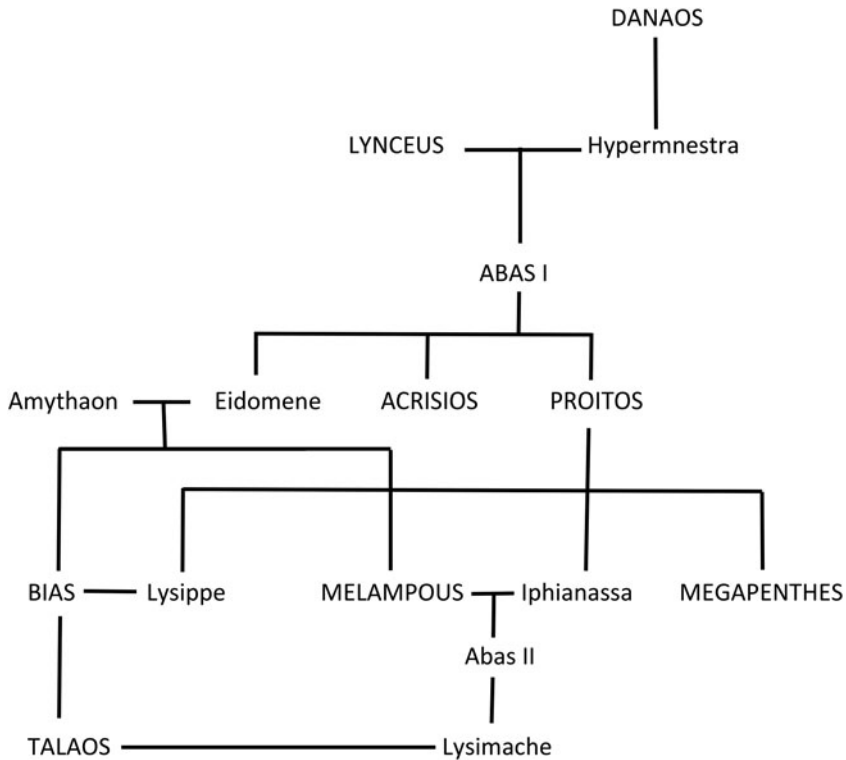 DANAOS
LYNCEUS Hypermnestra
ABAS I
Amythaon Eidomene ACRISIOS PROITOS
BIAS Lysippe MELAMPOUS Iphianassa MEGAPENTHES
Abas II
TALAOS Lysimache